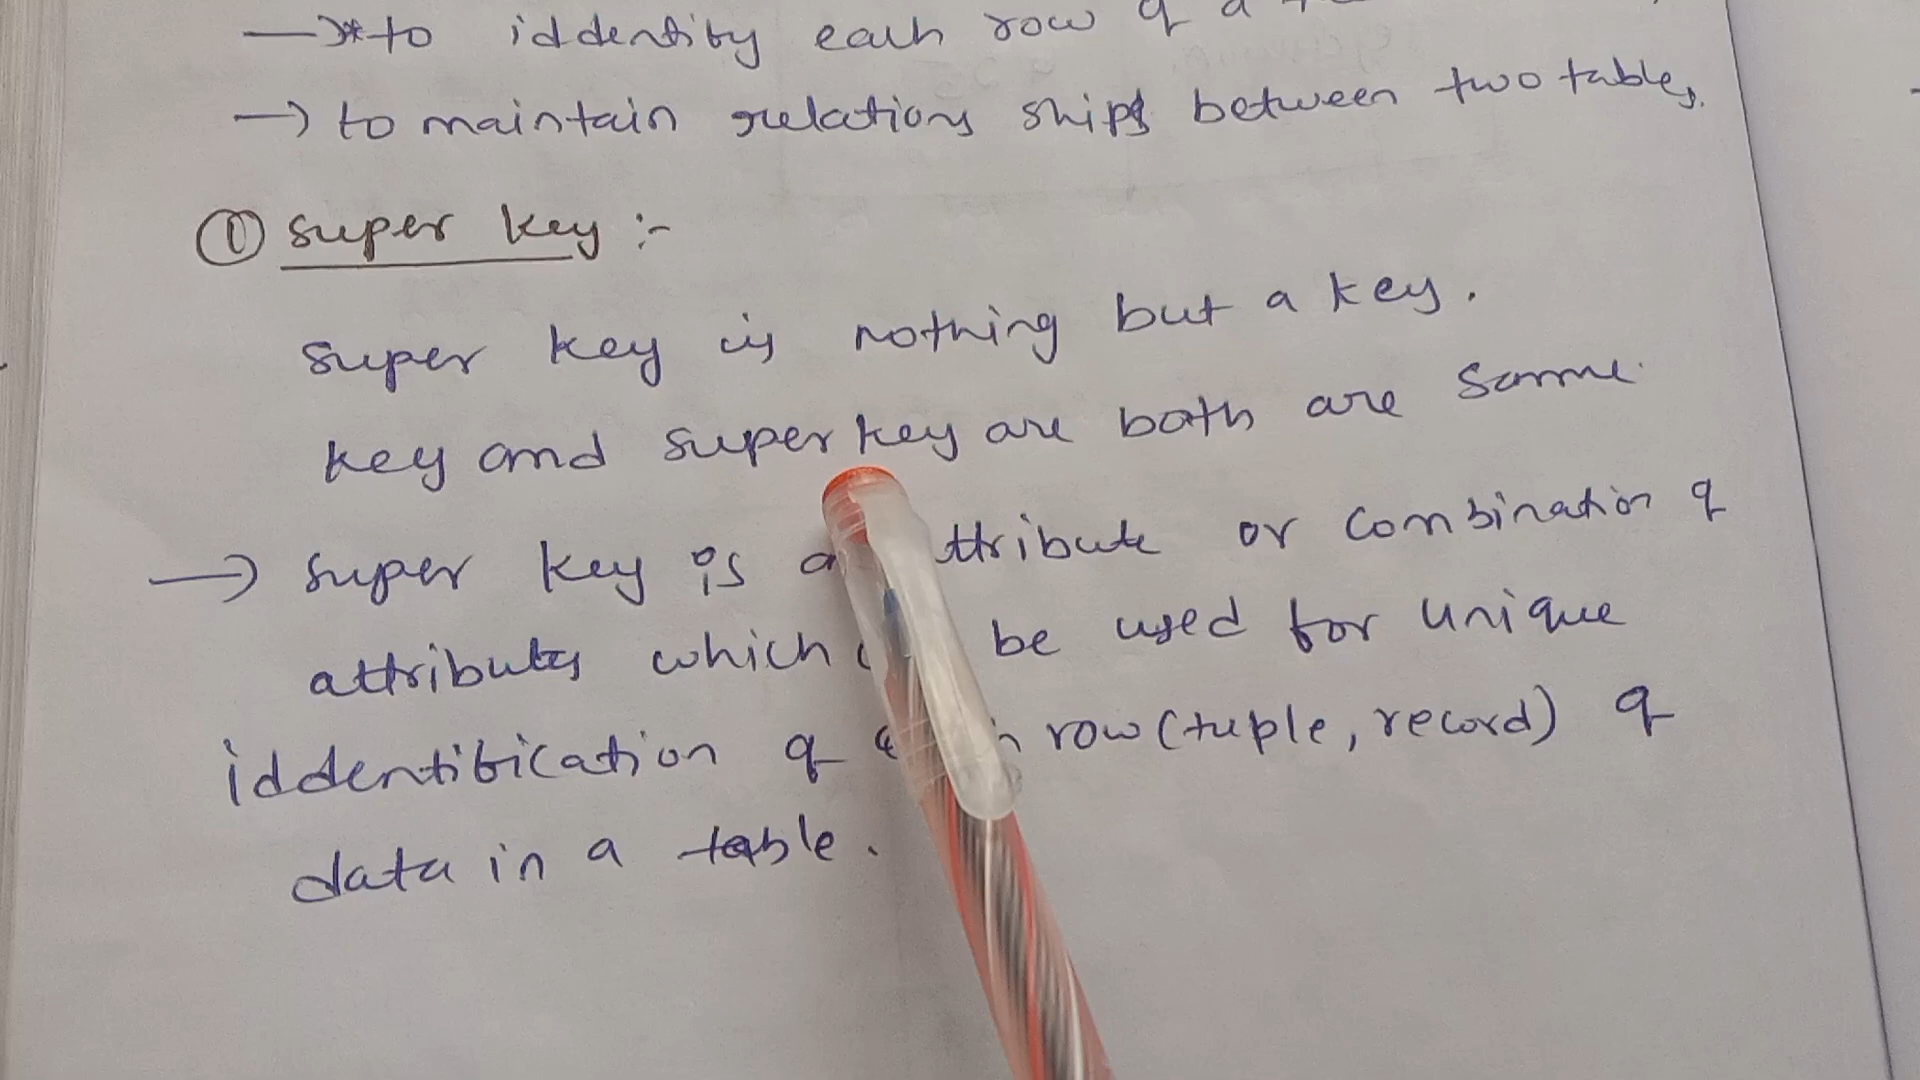 → * to iddentify each row of a
→ to maintain relations ships between two tables.
① super key :-
super key is nothing but a key.
key and super key are both are same.
→ super key is attribute or combination of
attributes which be used for unique
iddentification of row (tuple, record) of
data in a table.